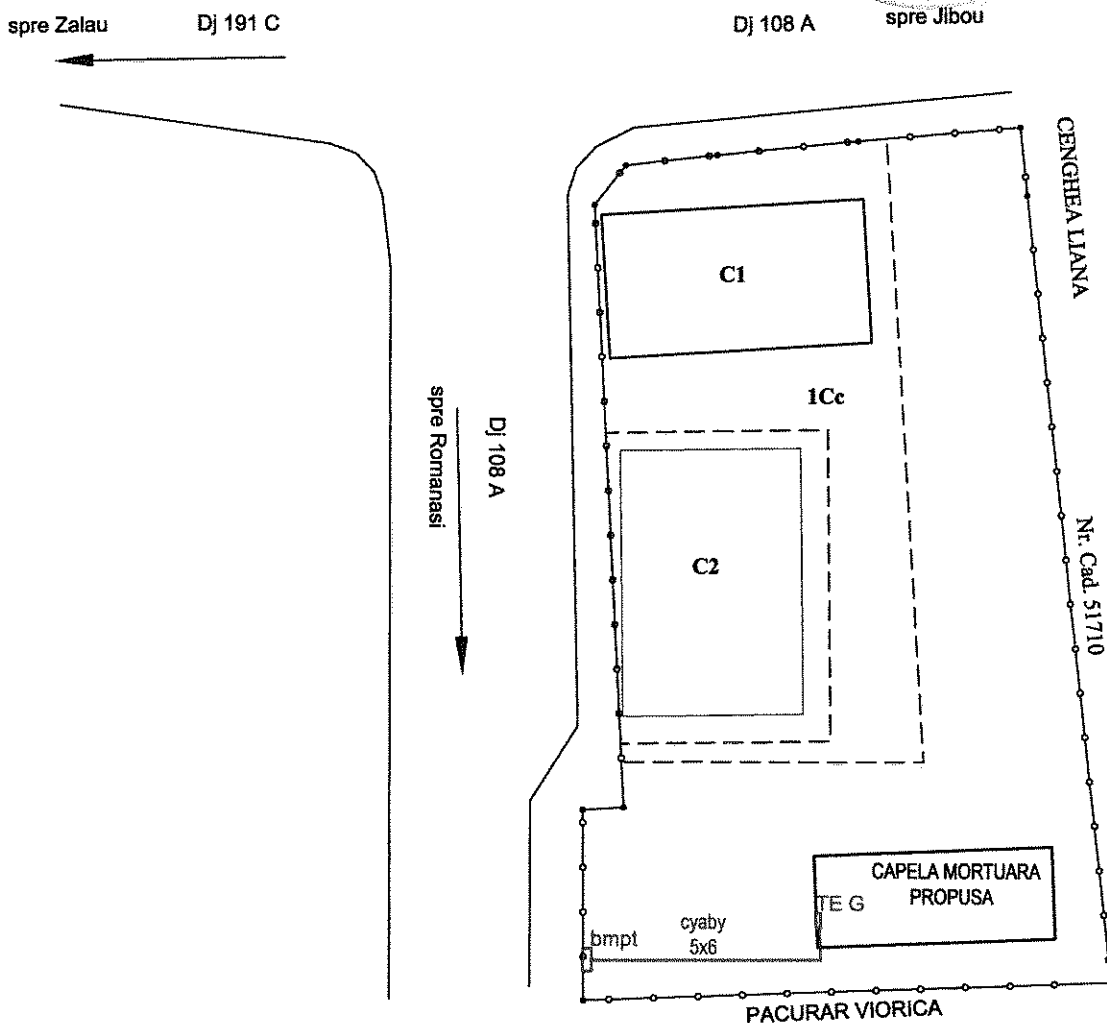 spre Zalau
Dj 191 C
Dj 108 A
spre Jibou
CENGHEA LIANA
C1
1Cc
Dj 108 A
spre Romanasi
C2
Nr. Cad. 51710
CAPELA MORTUARA
PROPUSA
TE G
cyaby
5x6
bmpt
PACURAR VIORICA